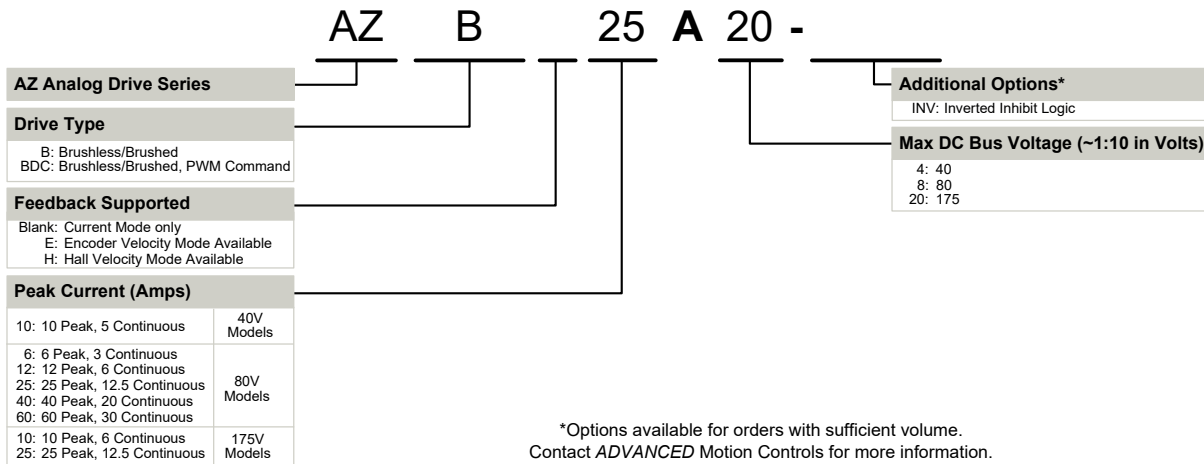 AZ B 25 A 20 -
AZ Analog Drive Series
Drive Type
B: Brushless/Brushed
BDC: Brushless/Brushed, PWM Command
Feedback Supported
Blank: Current Mode only
E: Encoder Velocity Mode Available
H: Hall Velocity Mode Available
Peak Current (Amps)
10: 10 Peak, 5 Continuous
40V
Models
6: 6 Peak, 3 Continuous
12: 12 Peak, 6 Continuous
25: 25 Peak, 12.5 Continuous
40: 40 Peak, 20 Continuous
60: 60 Peak, 30 Continuous
80V
Models
10: 10 Peak, 6 Continuous
25: 25 Peak, 12.5 Continuous
175V
Models
Additional Options*
INV: Inverted Inhibit Logic
Max DC Bus Voltage (~1:10 in Volts)
4: 40
8: 80
20: 175
*Options available for orders with sufficient volume.
Contact ADVANCED Motion Controls for more information.